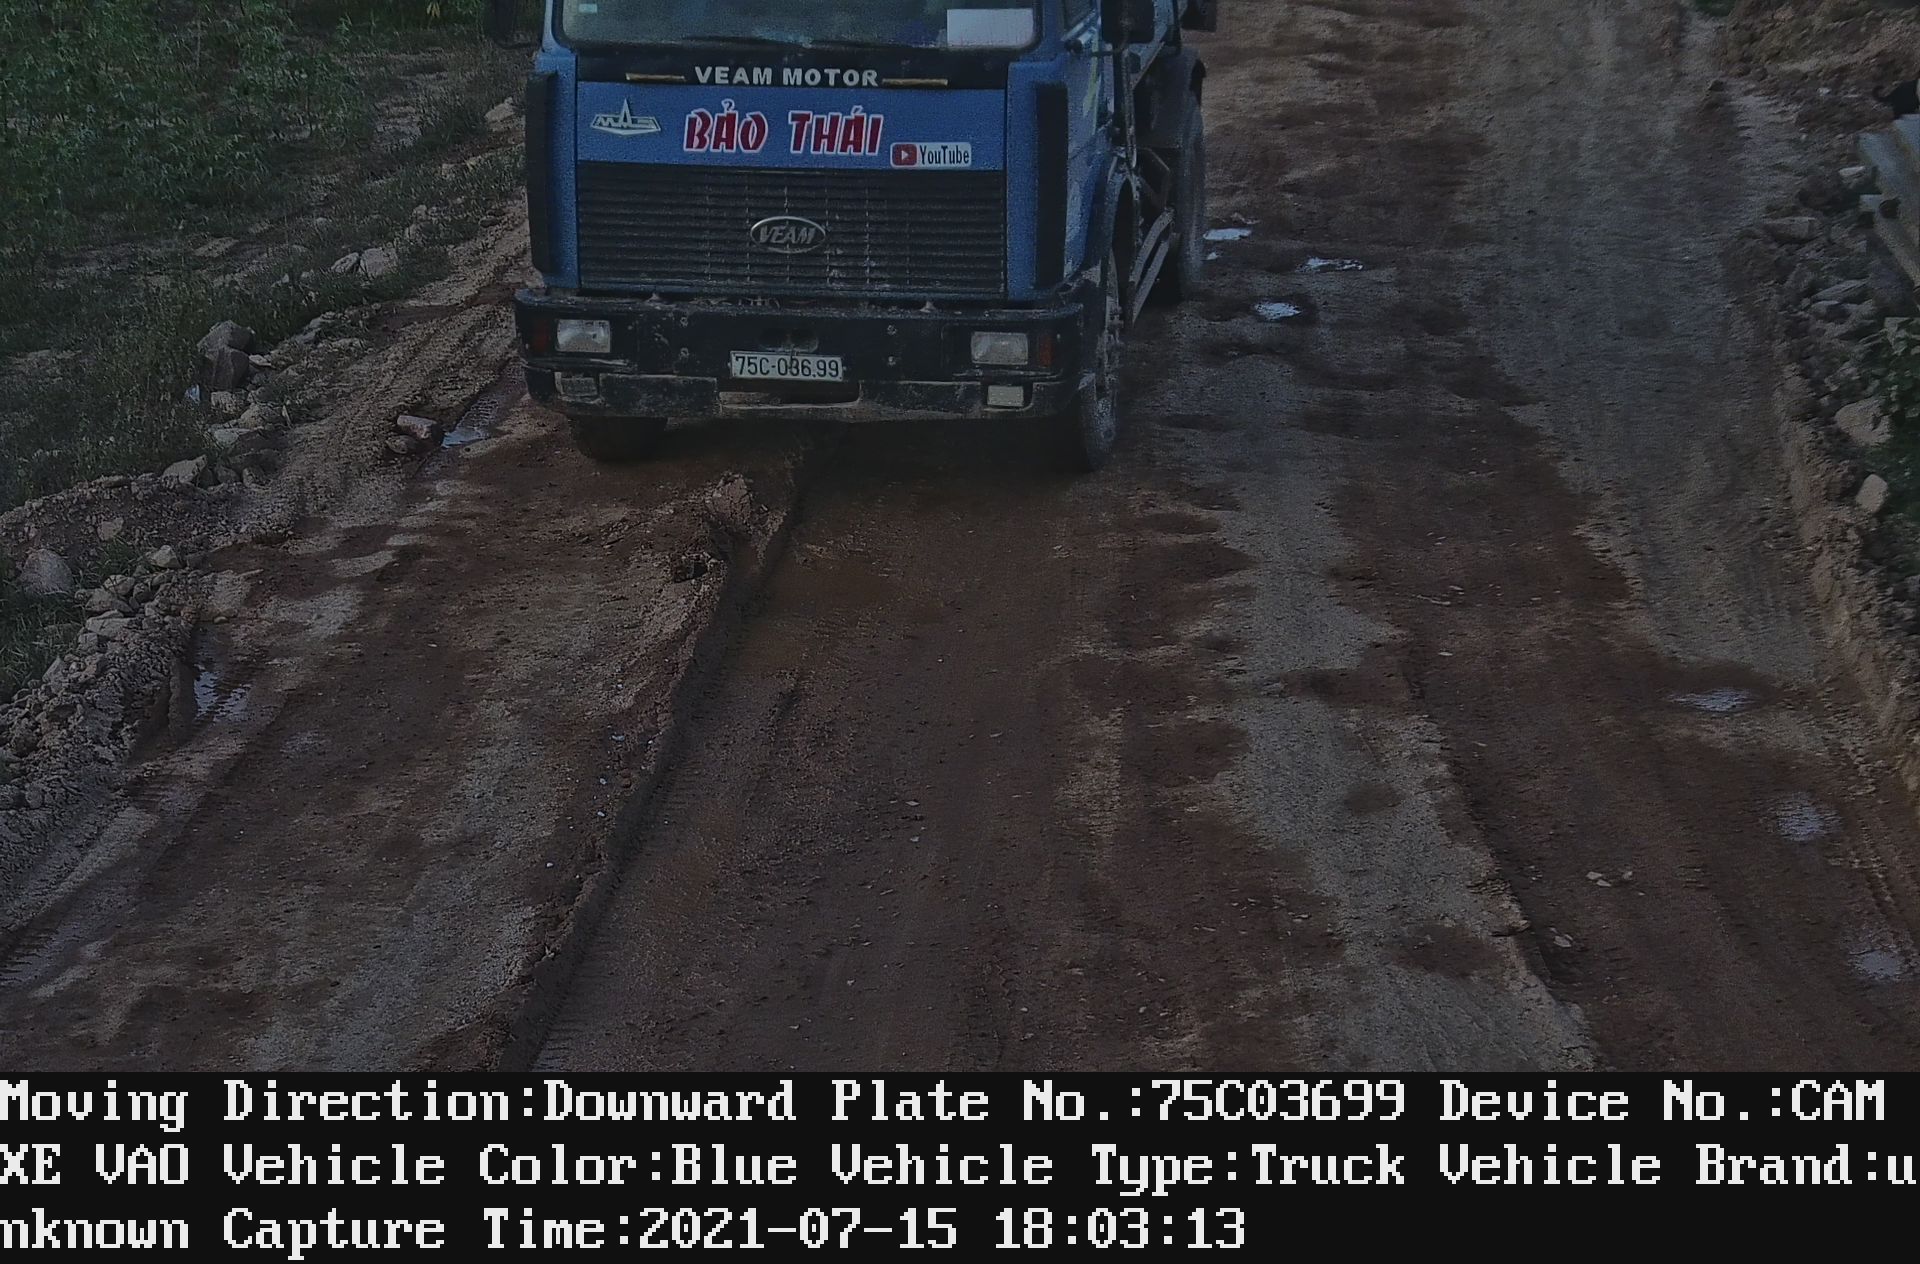 VEAM MOTOR
MAZ
BẢO THÁI
YouTube
VEAM
75C-036.99
Moving Direction:Downward Plate No.:75C03699 Device No.:CAM
XE VAO Vehicle Color:Blue Vehicle Type:Truck Vehicle Brand:u
nknown Capture Time:2021-07-15 18:03:13